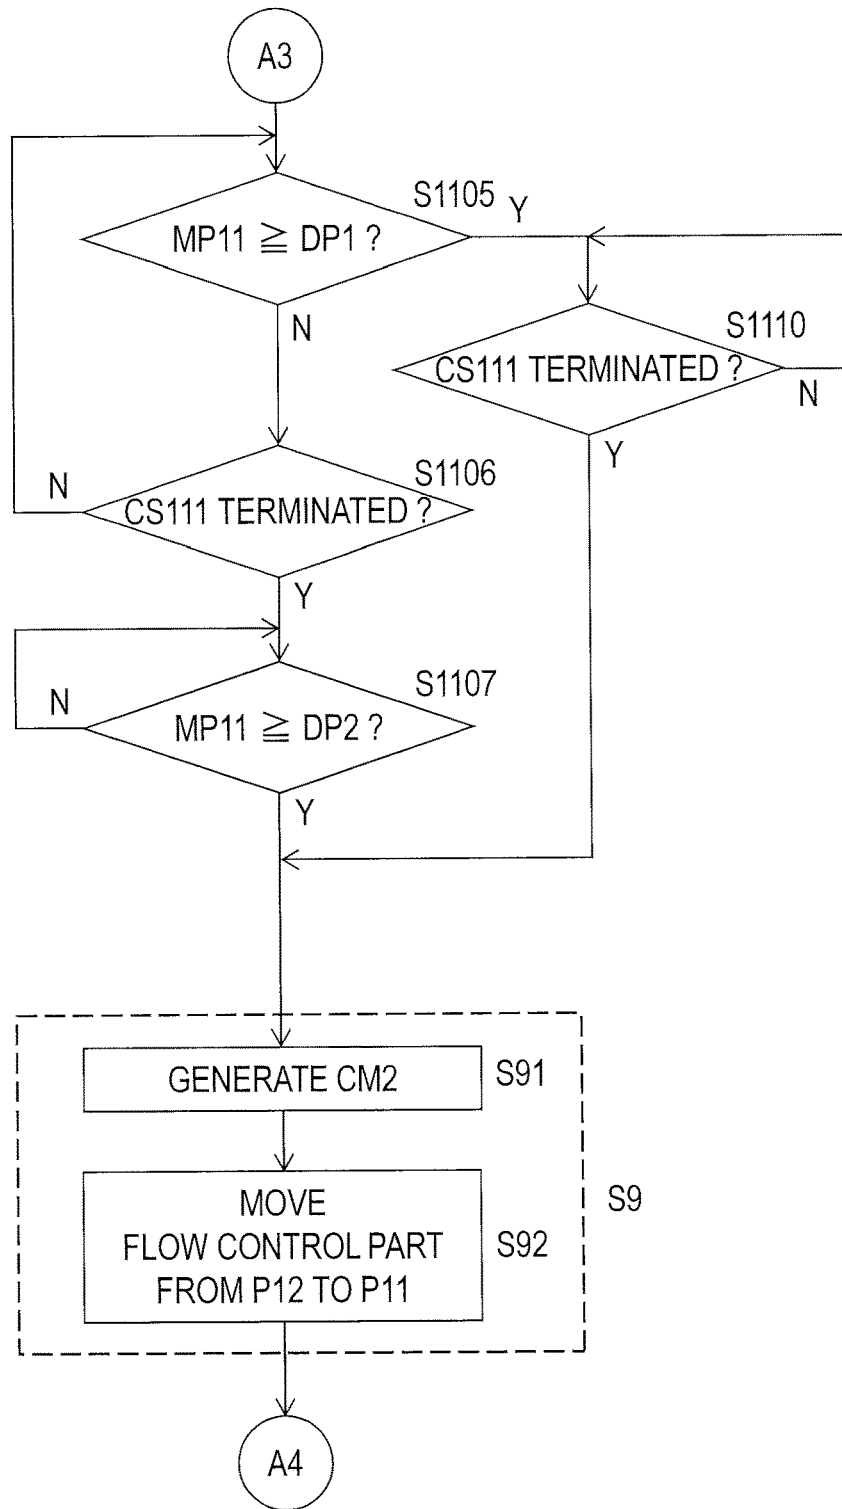 A3
S1105
Y
MP11 ≧ DP1 ?
N
S1110
CS111 TERMINATED ?
N
Y
S1106
N
CS111 TERMINATED ?
Y
S1107
N
MP11 ≧ DP2 ?
Y
GENERATE CM2
S91
MOVE
FLOW CONTROL PART
FROM P12 TO P11
S92
S9
A4